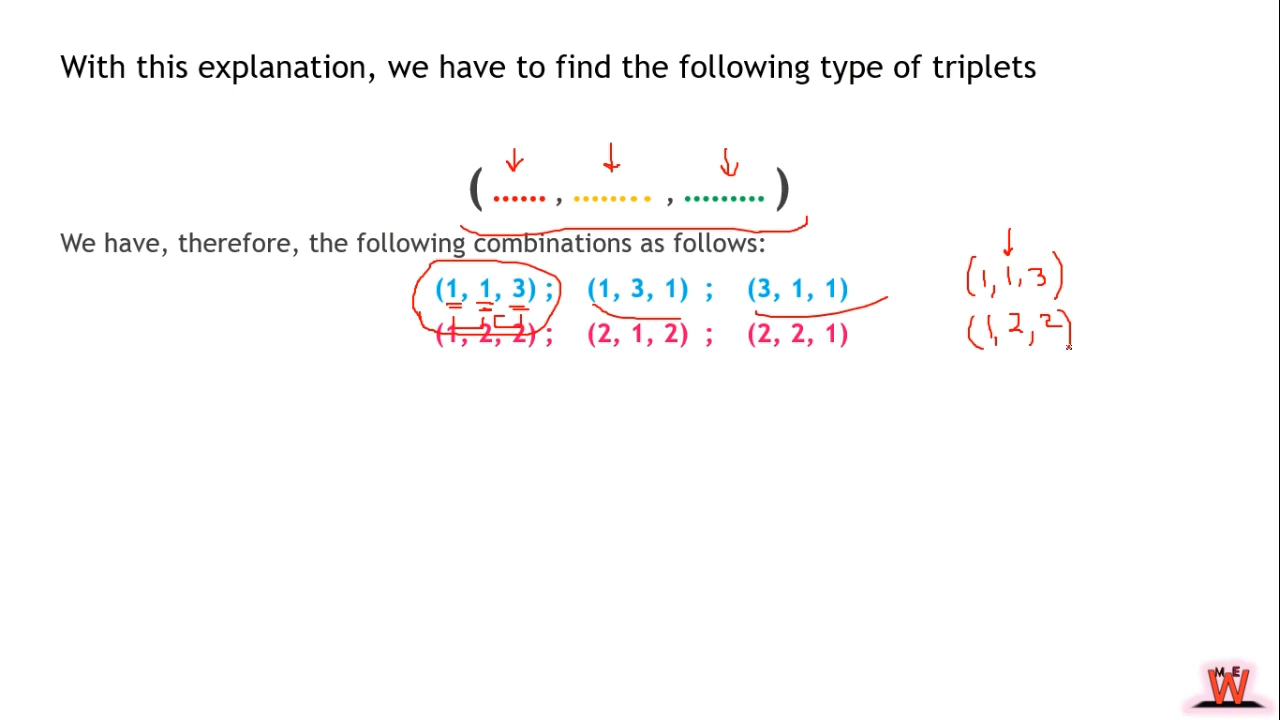 With this explanation, we have to find the following type of triplets
(...... , ........ , .........)
We have, therefore, the following combinations as follows:
(1, 1, 3) ; (1, 3, 1) ; (3, 1, 1)
(1, 2, 2) ; (2, 1, 2) ; (2, 2, 1)
(1, 1, 3)
(1, 2, 2)
M E
W